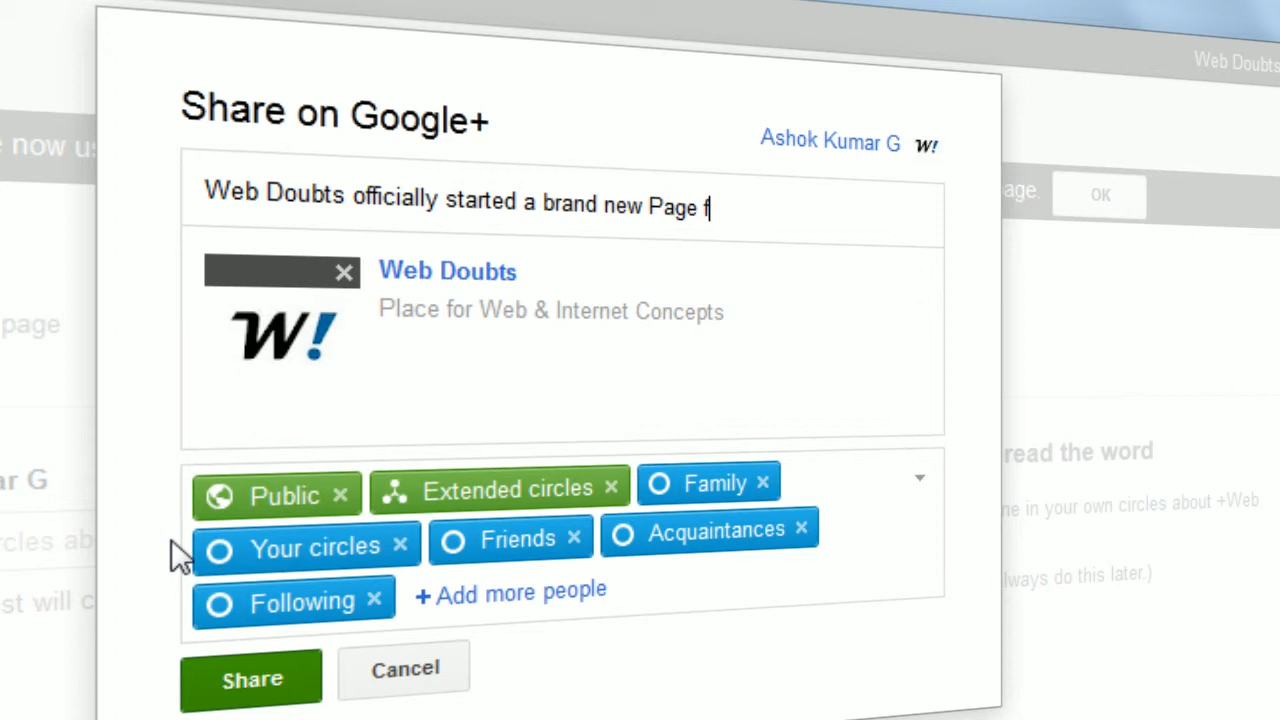 Web Doubts
Share on Google+
Ashok Kumar G W!
now us
age. OK
Web Doubts officially started a brand new Page f
Web Doubts
Place for Web & Internet Concepts
W!
page
ar G
read the word
Public
Extended circles
Family
ne in your own circles about +Web
rcles ab
Your circles
Friends
Acquaintances
lways do this later.)
st will c
Following
+ Add more people
Share
Cancel